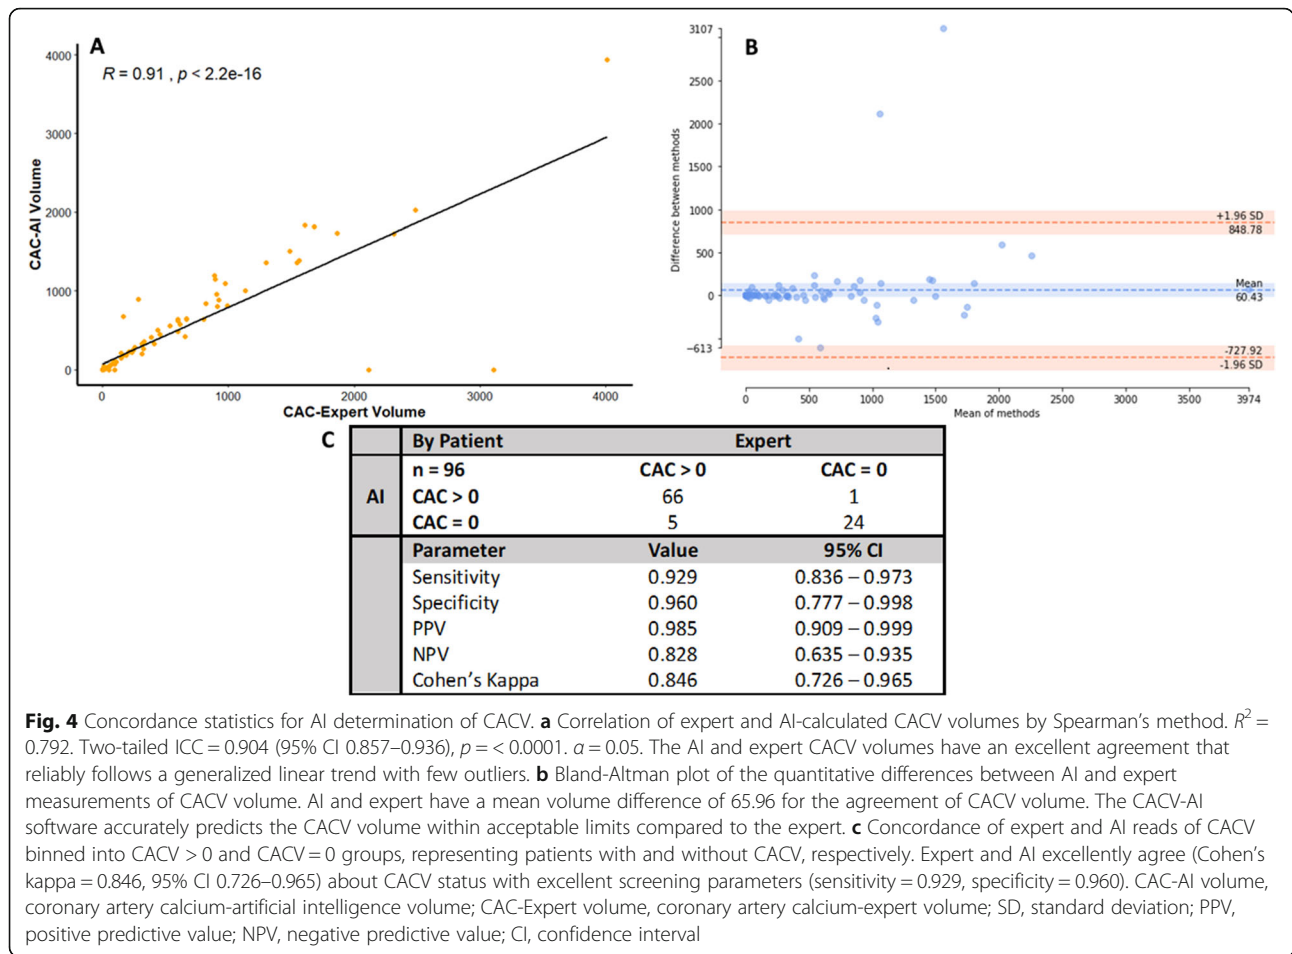 A
R = 0.91 , p < 2.2e-16
4000
3000
2000
1000
0
CAC-AI Volume
0 1000 2000 3000 4000
CAC-Expert Volume
B
3107
2500
2000
1500
1000
500
0
−613
Difference between methods
+1.96 SD
848.78
Mean
60.43
-727.92
-1.96 SD
0 500 1000 1500 2000 2500 3000 3500 3974
Mean of methods
C
By Patient Expert
n = 96 CAC > 0 CAC = 0
AI CAC > 0 66 1
CAC = 0 5 24
Parameter Value 95% CI
Sensitivity 0.929 0.836 – 0.973
Specificity 0.960 0.777 – 0.998
PPV 0.985 0.909 – 0.999
NPV 0.828 0.635 – 0.935
Cohen's Kappa 0.846 0.726 – 0.965
Fig. 4 Concordance statistics for AI determination of CACV. a Correlation of expert and AI-calculated CACV volumes by Spearman's method. R² =
0.792. Two-tailed ICC = 0.904 (95% CI 0.857–0.936), p = < 0.0001. α = 0.05. The AI and expert CACV volumes have an excellent agreement that
reliably follows a generalized linear trend with few outliers. b Bland-Altman plot of the quantitative differences between AI and expert
measurements of CACV volume. AI and expert have a mean volume difference of 65.96 for the agreement of CACV volume. The CACV-AI
software accurately predicts the CACV volume within acceptable limits compared to the expert. c Concordance of expert and AI reads of CACV
binned into CACV > 0 and CACV = 0 groups, representing patients with and without CACV, respectively. Expert and AI excellently agree (Cohen's
kappa = 0.846, 95% CI 0.726–0.965) about CACV status with excellent screening parameters (sensitivity = 0.929, specificity = 0.960). CAC-AI volume,
coronary artery calcium-artificial intelligence volume; CAC-Expert volume, coronary artery calcium-expert volume; SD, standard deviation; PPV,
positive predictive value; NPV, negative predictive value; CI, confidence interval